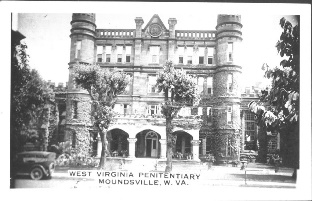 WEST VIRGINIA PENITENTIARY
MOUNDSVILLE, W. VA.